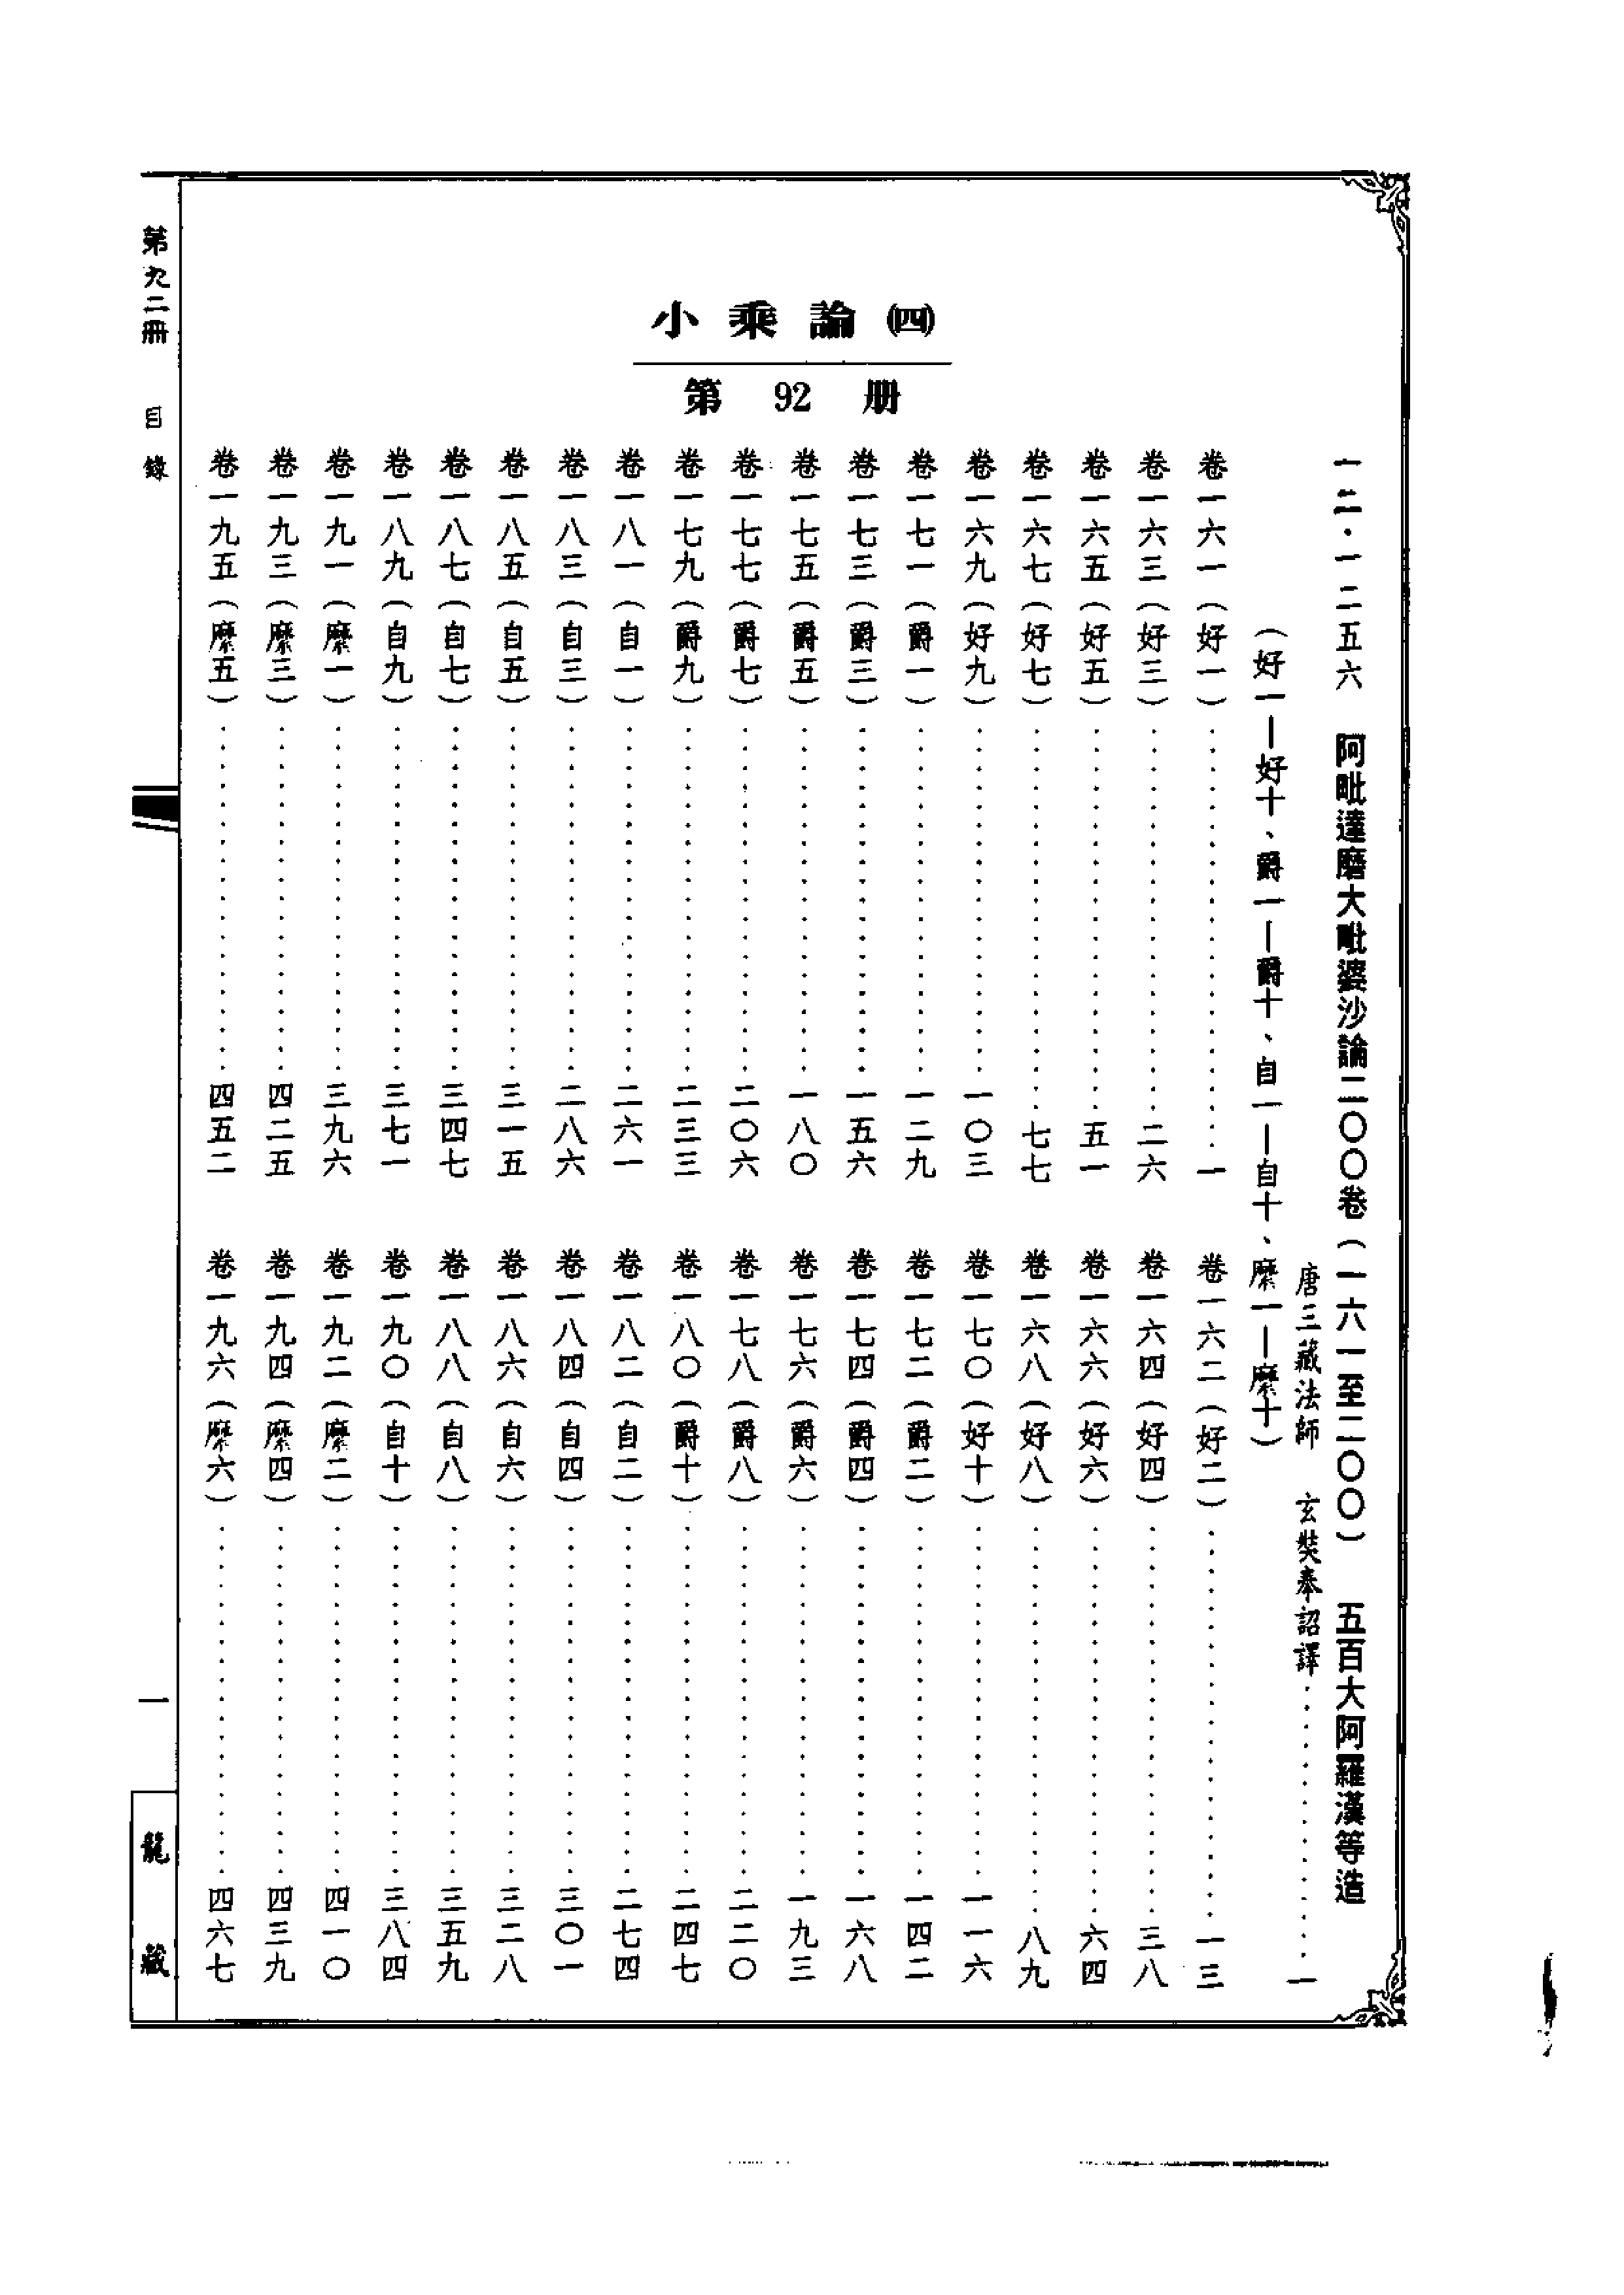 小乘論(四)
第 92 册
一二·一二五六 阿毗達磨大毗婆沙論二〇〇卷（一六一至二〇〇） 五百大阿羅漢等造
唐三藏法師 玄奘奉詔譯……………一
（好一—好十、爵一—爵十、自一—自十、縻一—縻十）
卷一六一（好一）……………一
卷一六二（好二）……………一三
卷一六三（好三）……………二六
卷一六四（好四）……………三八
卷一六五（好五）……………五一
卷一六六（好六）……………六四
卷一六七（好七）……………七七
卷一六八（好八）……………八九
卷一六九（好九）……………一〇三
卷一七〇（好十）……………一一六
卷一七一（爵一）……………一二九
卷一七二（爵二）……………一四二
卷一七三（爵三）……………一五六
卷一七四（爵四）……………一六八
卷一七五（爵五）……………一八〇
卷一七六（爵六）……………一九三
卷一七七（爵七）……………二〇六
卷一七八（爵八）……………二二〇
卷一七九（爵九）……………二三三
卷一八〇（爵十）……………二四七
卷一八一（自一）……………二六一
卷一八二（自二）……………二七四
卷一八三（自三）……………二八六
卷一八四（自四）……………三〇一
卷一八五（自五）……………三一五
卷一八六（自六）……………三二八
卷一八七（自七）……………三四七
卷一八八（自八）……………三五九
卷一八九（自九）……………三七一
卷一九〇（自十）……………三八四
卷一九一（縻一）……………三九六
卷一九二（縻二）……………四一〇
卷一九三（縻三）……………四二五
卷一九四（縻四）……………四三九
卷一九五（縻五）……………四五二
卷一九六（縻六）……………四六七
第九二冊 目錄
一
龍藏